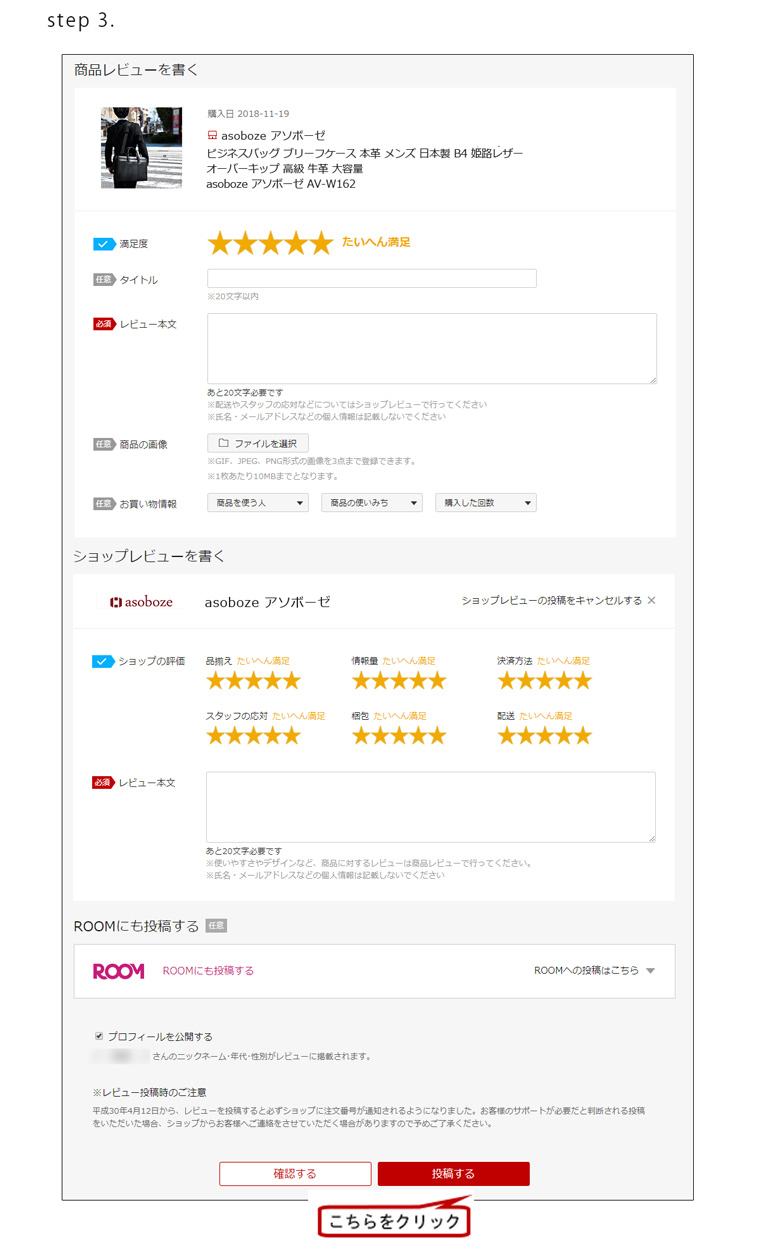 step 3.
商品レビューを書く
購入日 2018-11-19
asoboze アソボーゼ
ビジネスバッグ ブリーフケース 本革 メンズ 日本製 B4 姫路レザー
オーバーキップ 高級 牛革 大容量
asoboze アソボーゼ AV-W162
満足度 たいへん満足
任意 タイトル
※20文字以内
必須 レビュー本文
あと20文字必要です
※配送やスタッフの応対などについてはショップレビューで行ってください
※氏名・メールアドレスなどの個人情報は記載しないでください
任意 商品の画像 ファイルを選択
※GIF、JPEG、PNG形式の画像を3点まで登録できます。
※1枚あたり10MBまでとなります。
任意 お買い物情報 商品を使う人 ▼ 商品の使いみち ▼ 購入した回数 ▼
ショップレビューを書く
asoboze asoboze アソボーゼ ショップレビューの投稿をキャンセルする ×
ショップの評価 品揃え たいへん満足 情報量 たいへん満足 決済方法 たいへん満足
スタッフの応対 たいへん満足 梱包 たいへん満足 配送 たいへん満足
必須 レビュー本文
あと20文字必要です
※使いやすさやデザインなど、商品に対するレビューは商品レビューで行ってください。
※氏名・メールアドレスなどの個人情報は記載しないでください
ROOMにも投稿する 任意
ROOM ROOMにも投稿する ROOMへの投稿はこちら ▼
プロフィールを公開する
さんのニックネーム・年代・性別がレビューに掲載されます。
※レビュー投稿時のご注意
平成30年4月12日から、レビューを投稿すると必ずショップに注文番号が通知されるようになりました。お客様のサポートが必要だと判断される投稿
をいただいた場合、ショップからお客様へご連絡をさせていただく場合がありますので予めご了承ください。
確認する 投稿する
こちらをクリック